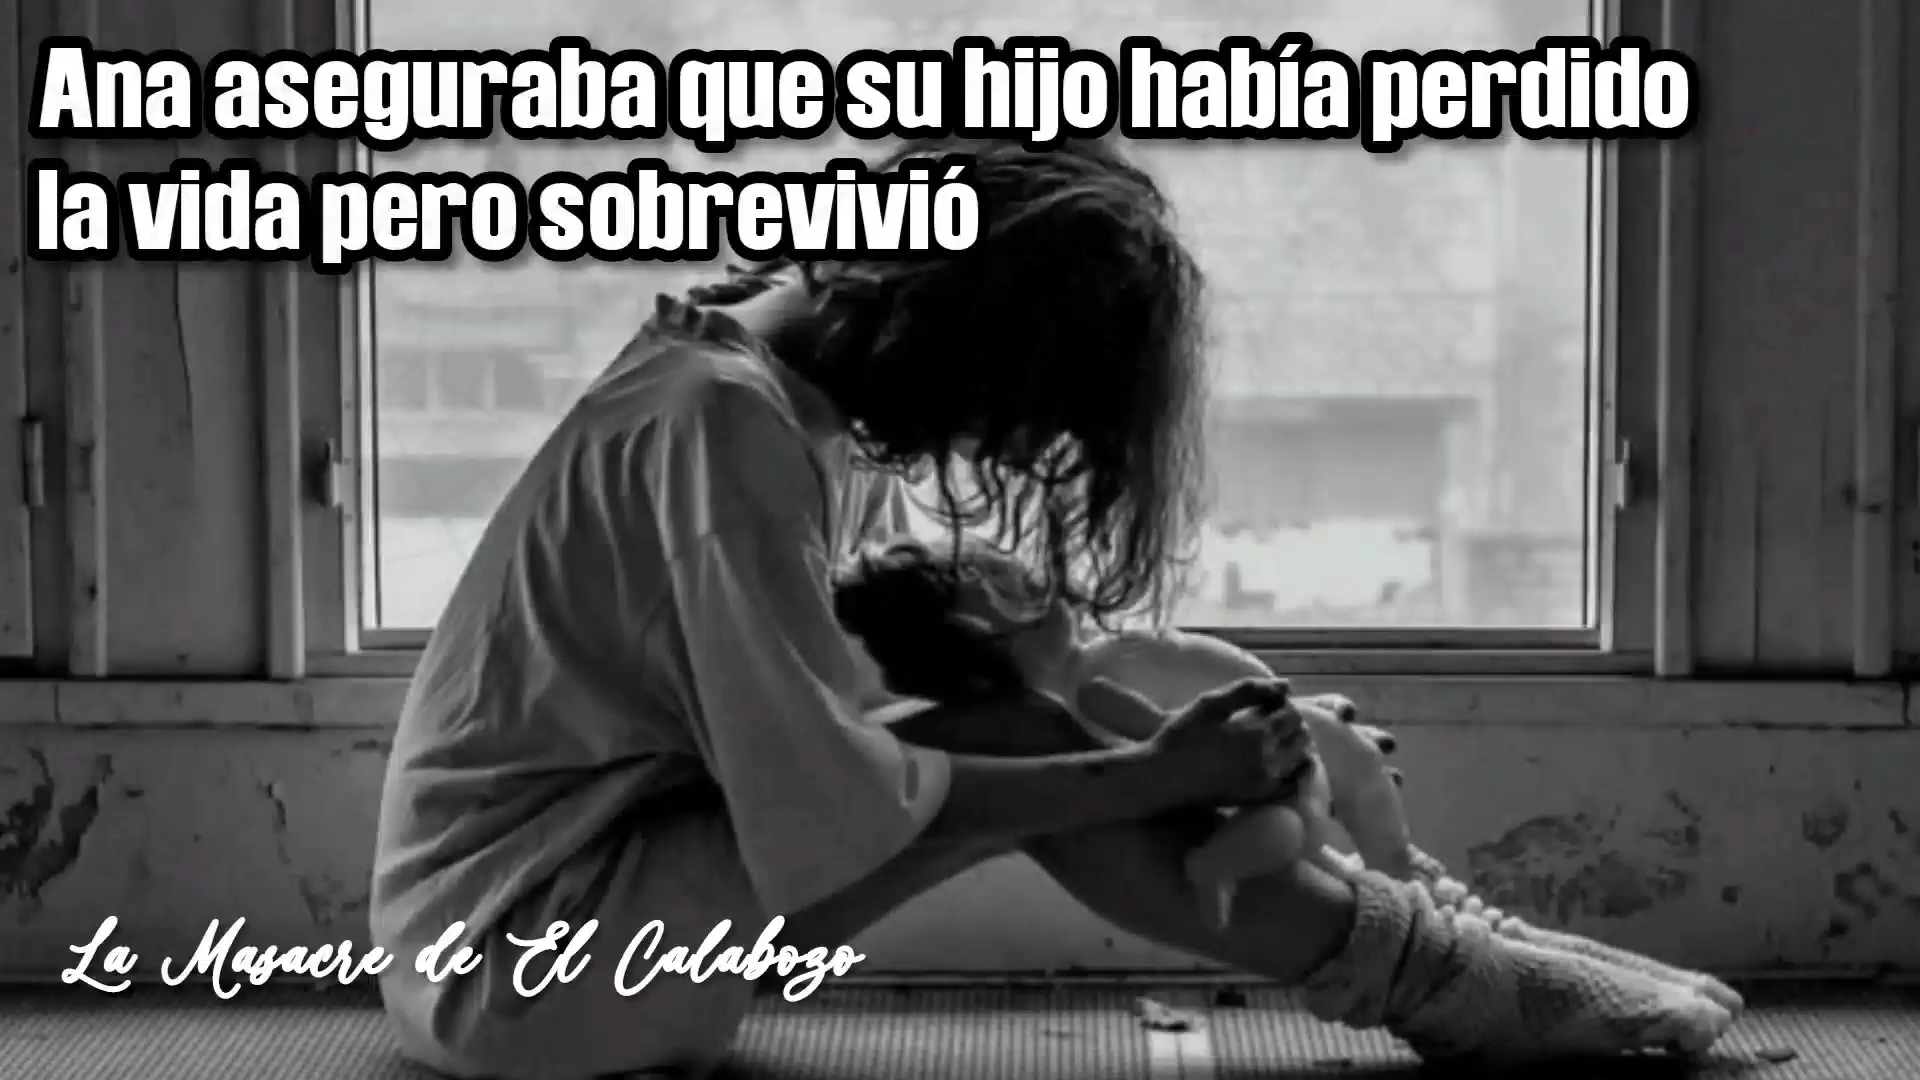 Ana aseguraba que su hijo había perdido
la vida pero sobrevivió
La Masacre de El Calabozo